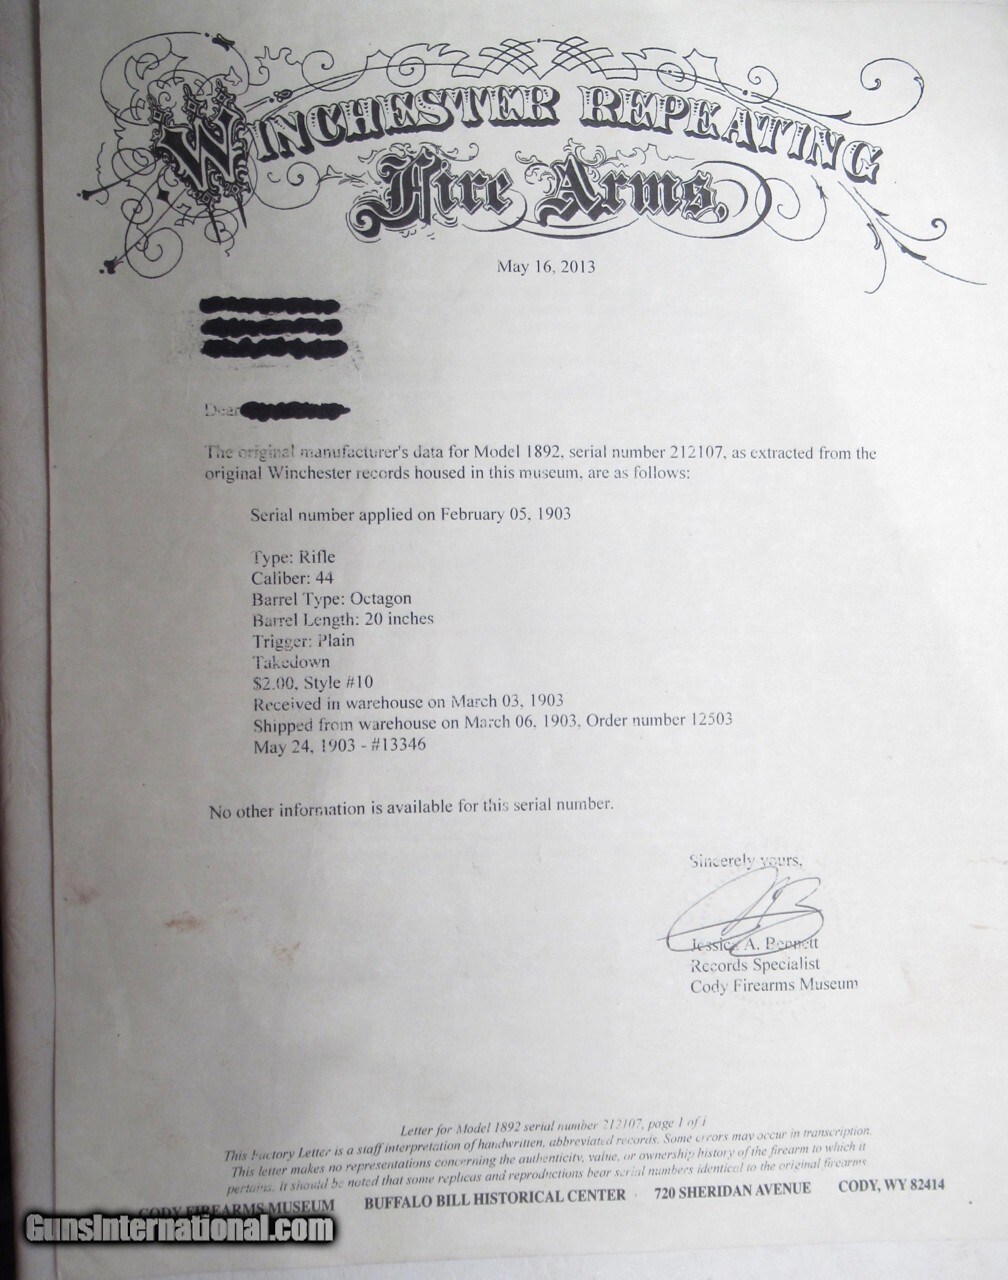 WINCHESTER REPEATING
Fire Arms,
May 16, 2013
Dear
The original manufacturer's data for Model 1892, serial number 212107, as extracted from the
original Winchester records housed in this museum, are as follows:
Serial number applied on February 05, 1903
Type: Rifle
Caliber: 44
Barrel Type: Octagon
Barrel Length: 20 inches
Trigger: Plain
Takedown
$2.00, Style #10
Received in warehouse on March 03, 1903
Shipped from warehouse on March 06, 1903, Order number 12503
May 24, 1903 - #13346
No other information is available for this serial number.
Sincerely yours,
Jessica A. Bennett
Records Specialist
Cody Firearms Museum
Letter for Model 1892 serial number 212107, page 1 of 1
This Factory Letter is a staff interpretation of handwritten, abbreviated records. Some errors may occur in transcription.
This letter makes no representations concerning the authenticity, value, or ownership history of the firearm to which it
pertains. It should be noted that some replicas and reproductions bear serial numbers identical to the original firearms
CODY FIREARMS MUSEUM BUFFALO BILL HISTORICAL CENTER · 720 SHERIDAN AVENUE CODY, WY 82414
GunsInternational.com